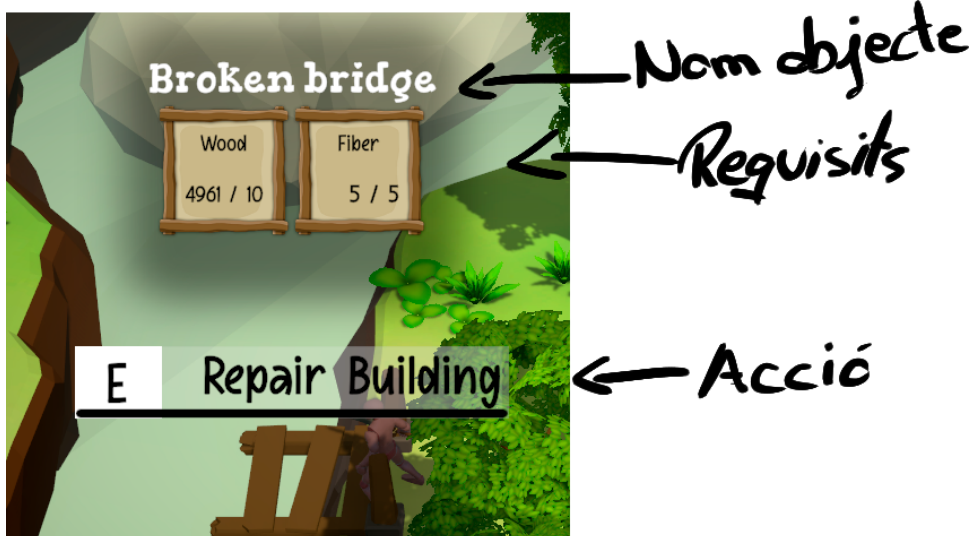 Broken bridge
Nom objecte
Wood
Fiber
Requisits
4961 / 10
5 / 5
E Repair Building
Acció